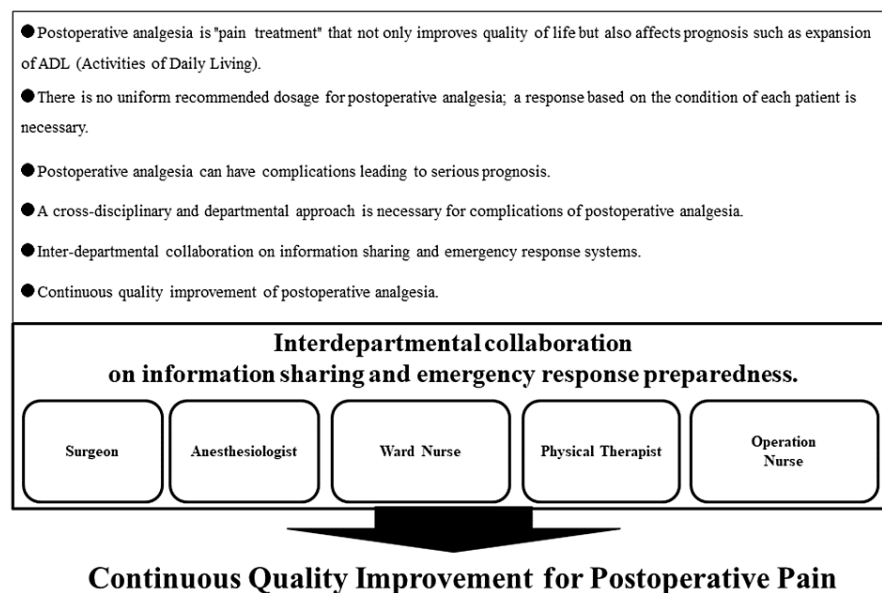 ●Postoperative analgesia is "pain treatment" that not only improves quality of life but also affects prognosis such as expansion
of ADL (Activities of Daily Living).
●There is no uniform recommended dosage for postoperative analgesia; a response based on the condition of each patient is
necessary.
●Postoperative analgesia can have complications leading to serious prognosis.
●A cross-disciplinary and departmental approach is necessary for complications of postoperative analgesia.
●Inter-departmental collaboration on information sharing and emergency response systems.
●Continuous quality improvement of postoperative analgesia.
Interdepartmental collaboration
on information sharing and emergency response preparedness.
Surgeon
Anesthesiologist
Ward Nurse
Physical Therapist
Operation
Nurse
Continuous Quality Improvement for Postoperative Pain